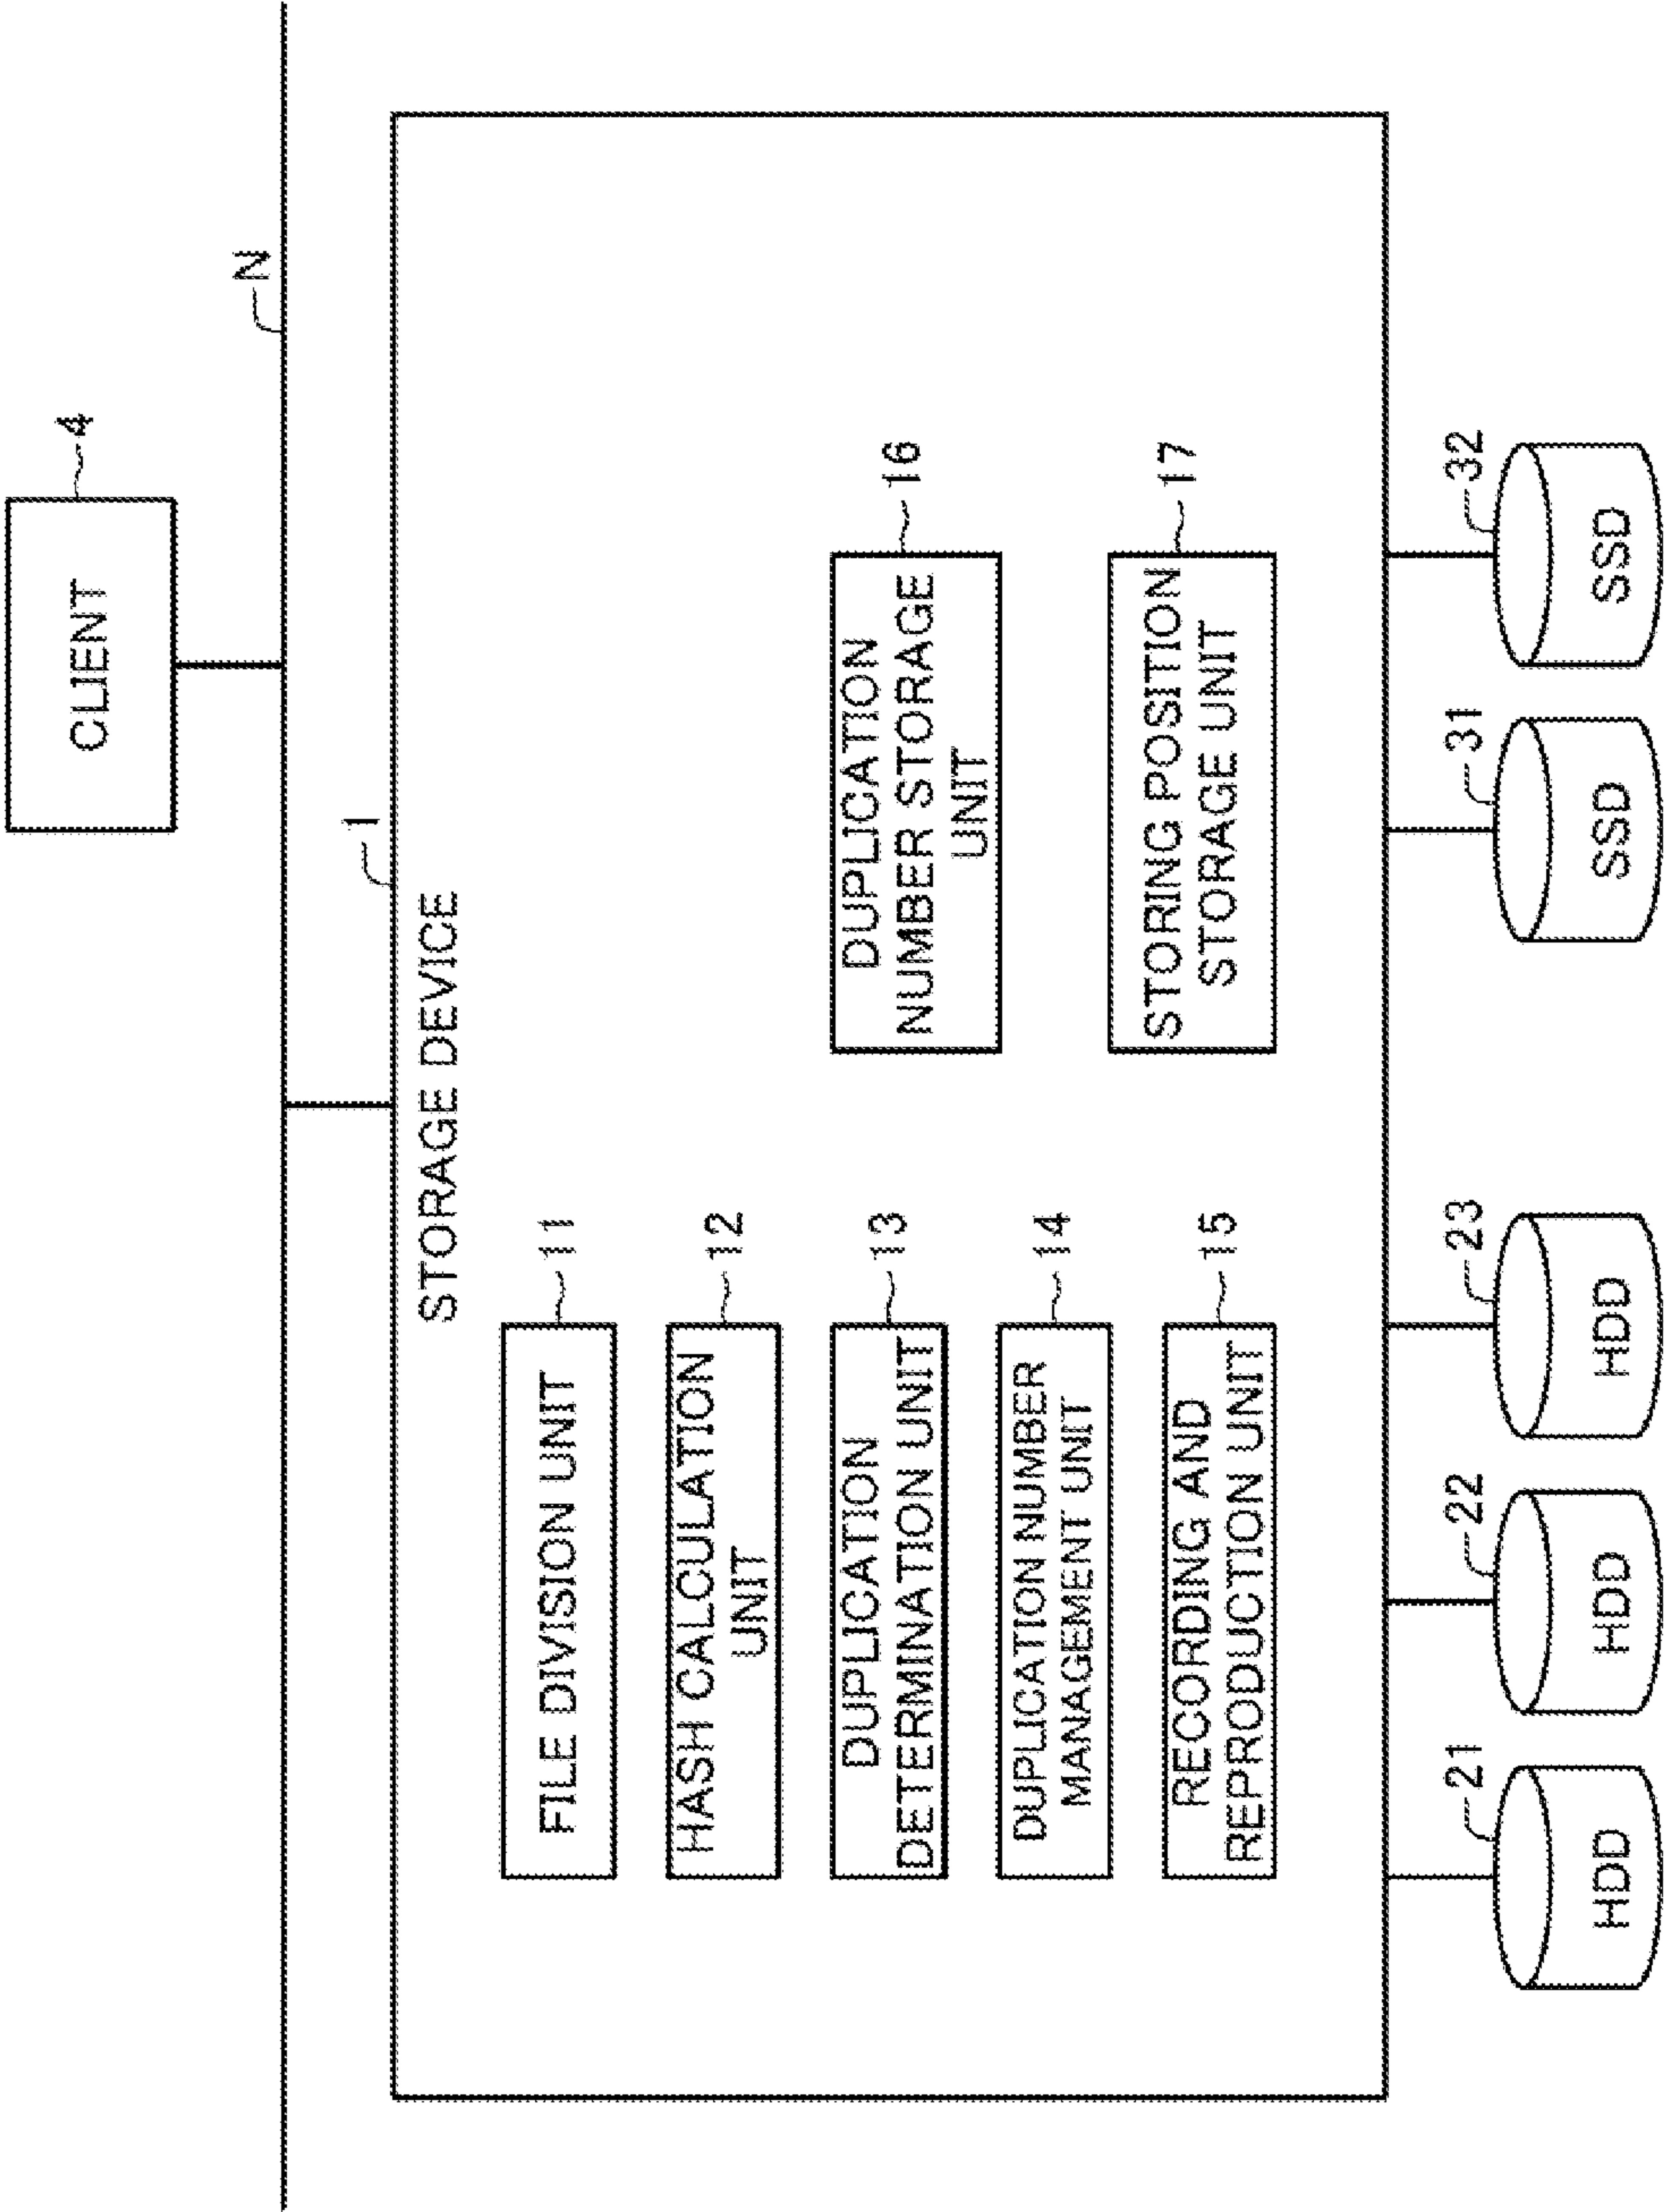 CLIENT
4
N
1
STORAGE DEVICE
FILE DIVISION UNIT
11
HASH CALCULATION
UNIT
12
DUPLICATION
DETERMINATION UNIT
13
DUPLICATION NUMBER
MANAGEMENT UNIT
14
RECORDING AND
REPRODUCTION UNIT
15
DUPLICATION
NUMBER STORAGE
UNIT
16
STORING POSITION
STORAGE UNIT
17
21
HDD
22
HDD
23
HDD
31
SSD
32
SSD